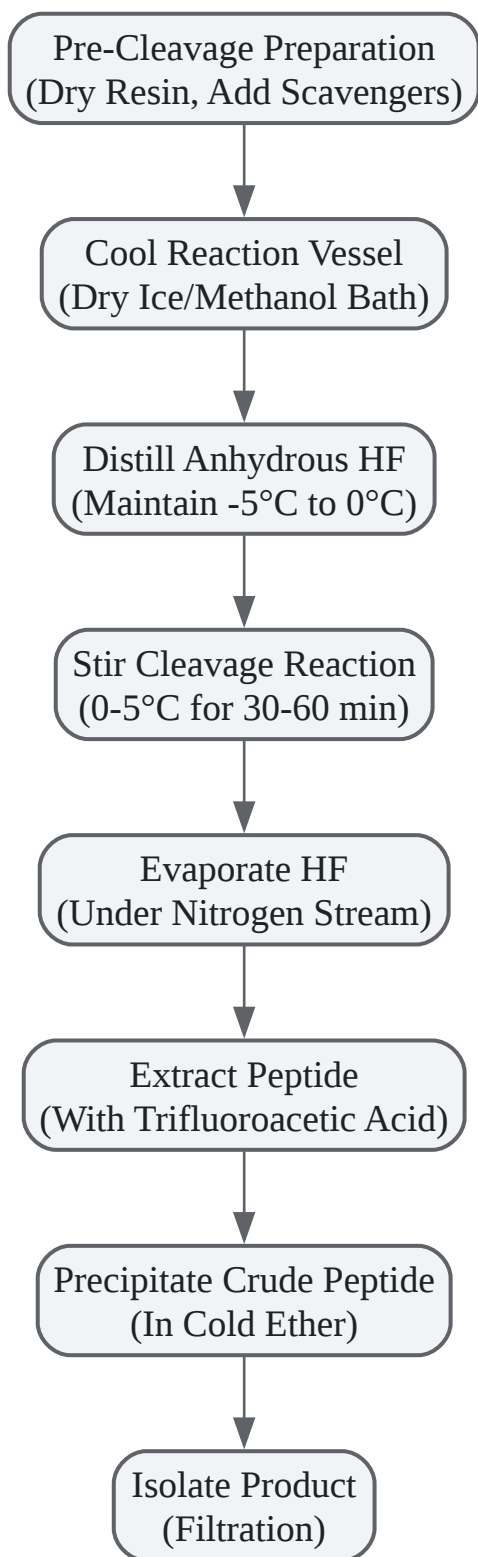 Pre-Cleavage Preparation
(Dry Resin, Add Scavengers)
Cool Reaction Vessel
(Dry Ice/Methanol Bath)
Distill Anhydrous HF
(Maintain -5°C to 0°C)
Stir Cleavage Reaction
(0-5°C for 30-60 min)
Evaporate HF
(Under Nitrogen Stream)
Extract Peptide
(With Trifluoroacetic Acid)
Precipitate Crude Peptide
(In Cold Ether)
Isolate Product
(Filtration)